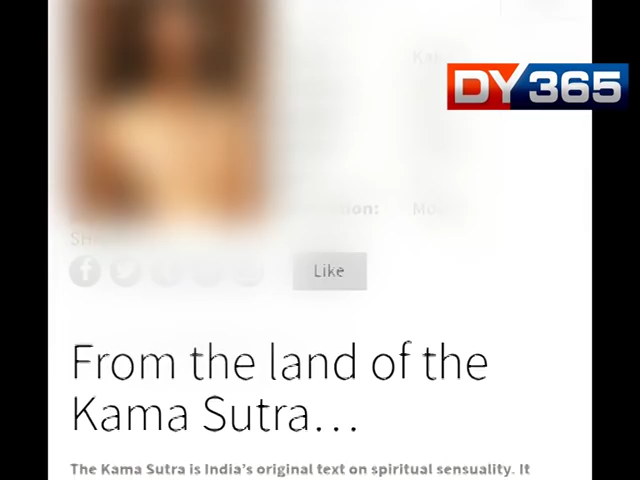 DY365
Like
From the land of the
Kama Sutra...
The Kama Sutra is India's original text on spiritual sensuality. It